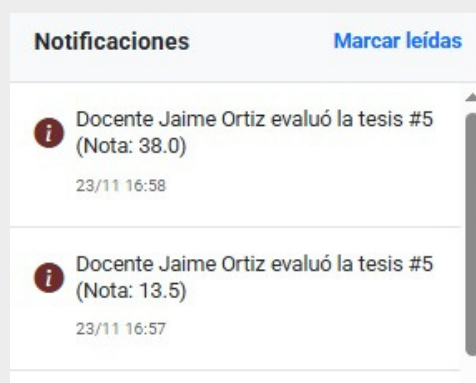 Notificaciones
Marcar leídas
Docente Jaime Ortiz evaluó la tesis #5
(Nota: 38.0)
23/11 16:58
Docente Jaime Ortiz evaluó la tesis #5
(Nota: 13.5)
23/11 16:57